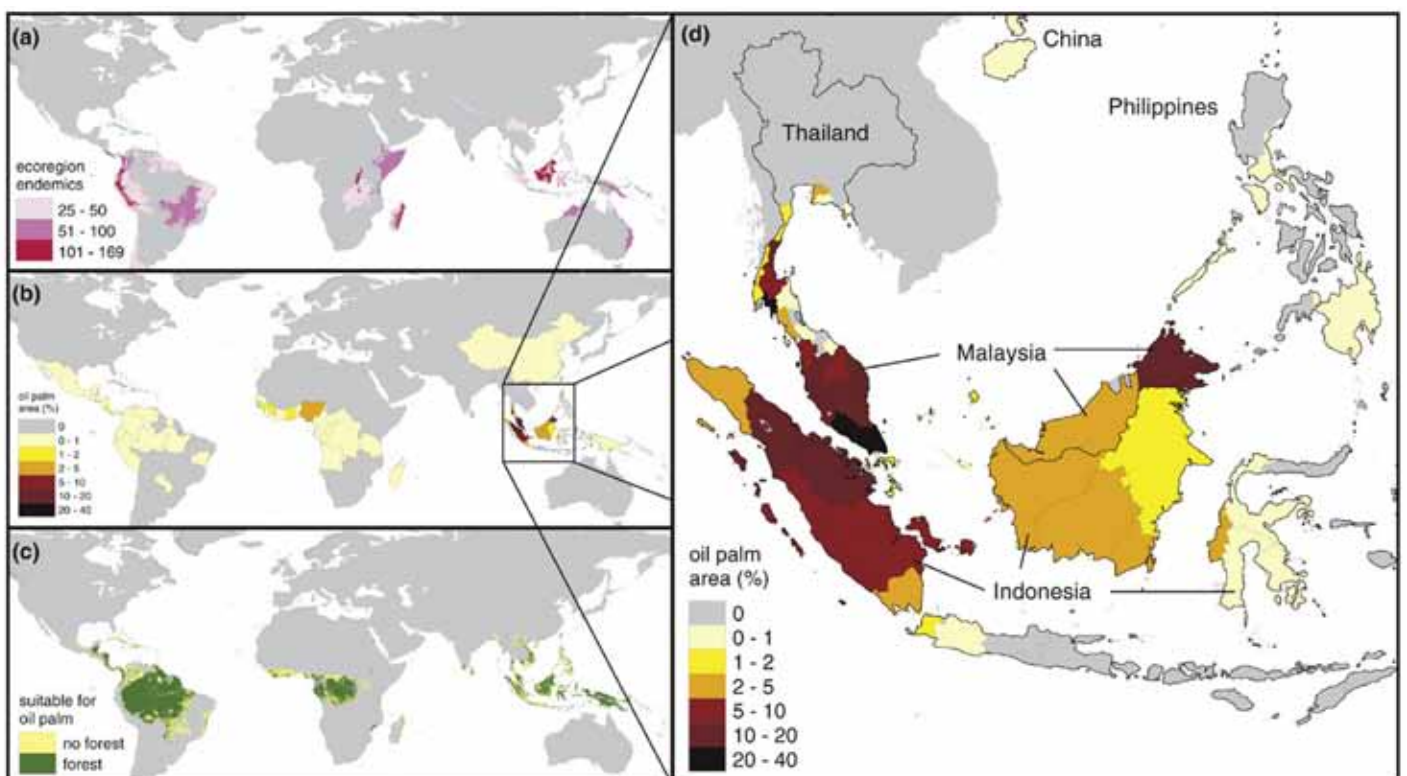 (a)
ecoregion
endemics
25 - 50
51 - 100
101 - 169
(b)
oil palm
area (%)
0
0 - 1
1 - 2
2 - 5
5 - 10
10 - 20
20 - 40
(c)
suitable for
oil palm
no forest
forest
(d)
China
Philippines
Thailand
Malaysia
Indonesia
oil palm
area (%)
0
0 - 1
1 - 2
2 - 5
5 - 10
10 - 20
20 - 40